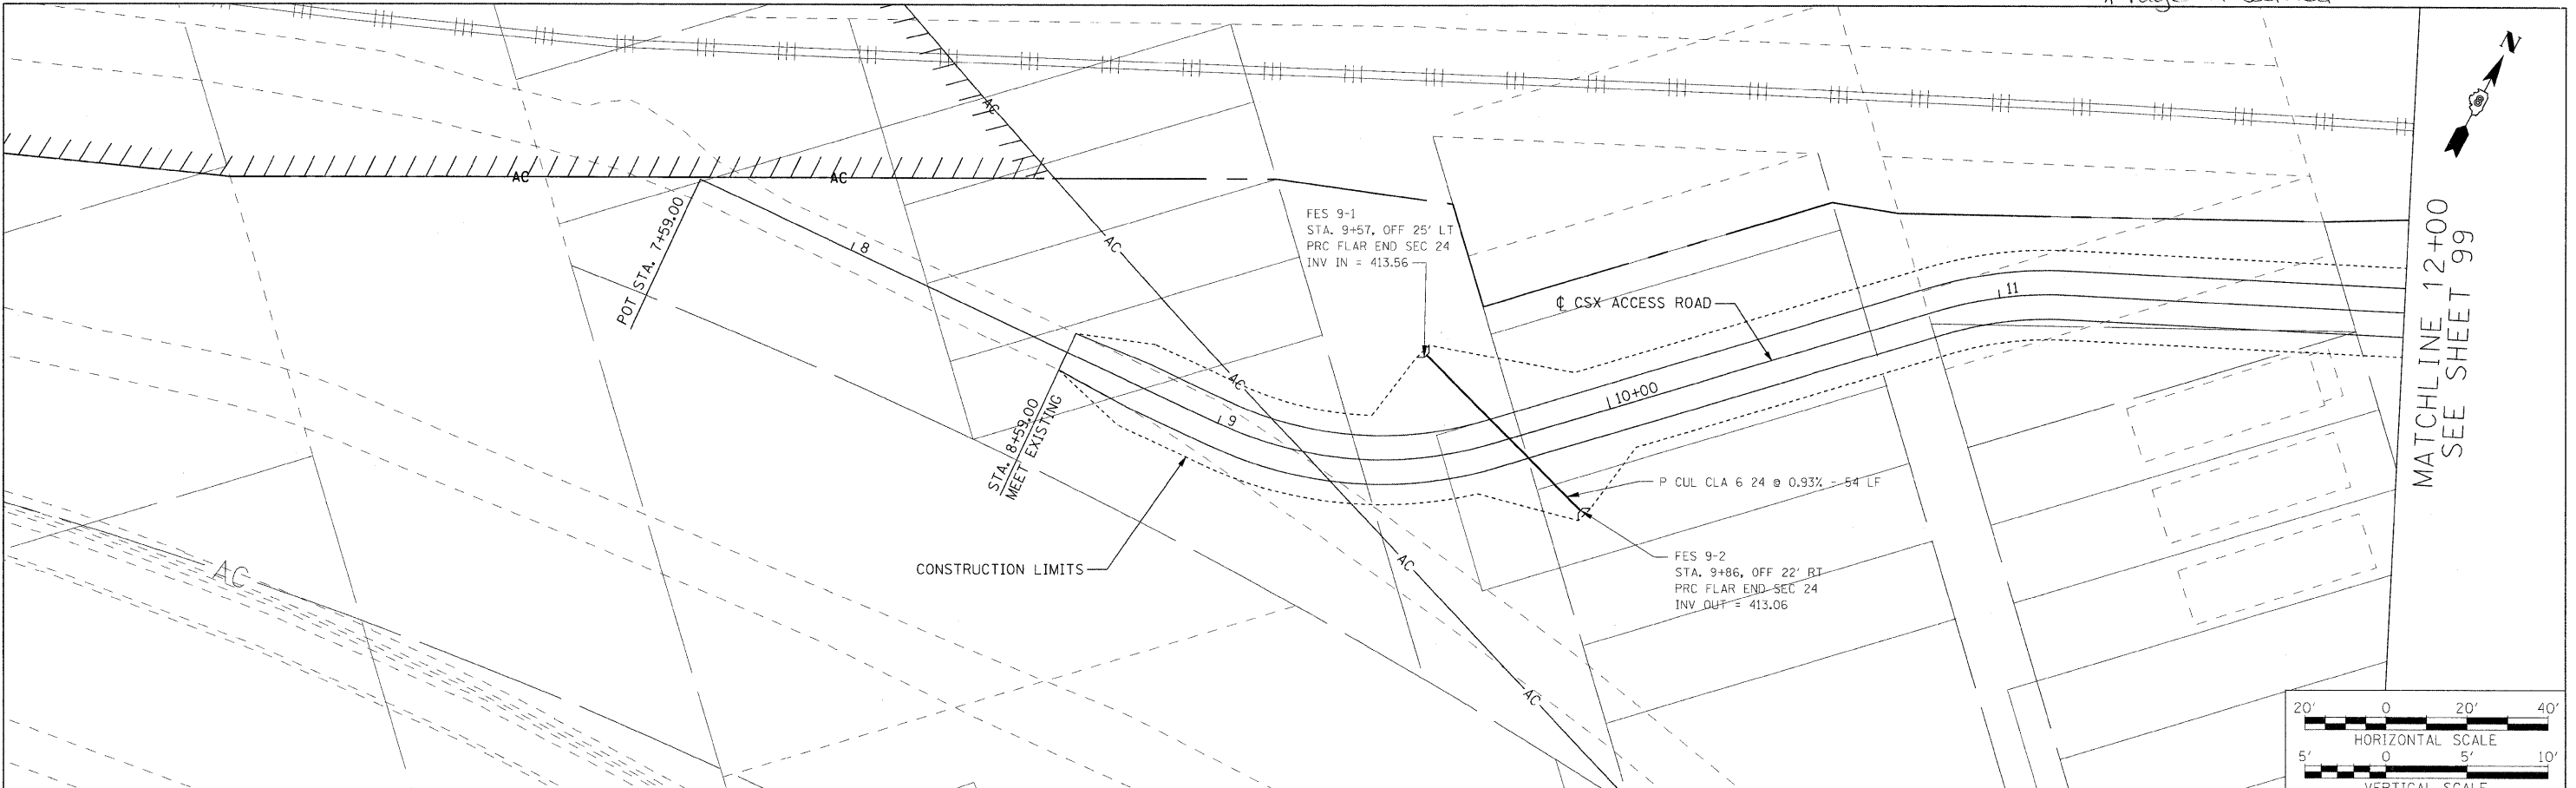 N
AC
AC
AC
POT STA. 7+59.00
8
AC
FES 9-1
STA. 9+57, OFF 25' LT
PRC FLAR END SEC 24
INV IN = 413.56
℄ CSX ACCESS ROAD
11
MATCHLINE 12+00
SEE SHEET 99
STA. 8+59.00
MEET EXISTING
AC
9
10+00
P CUL CLA 6 24 @ 0.93% - 54 LF
CONSTRUCTION LIMITS
AC
AC
FES 9-2
STA. 9+86, OFF 22' RT
PRC FLAR END SEC 24
INV OUT = 413.06
AC
20' 0 20' 40'
HORIZONTAL SCALE
5' 0 5' 10'
VERTICAL SCALE